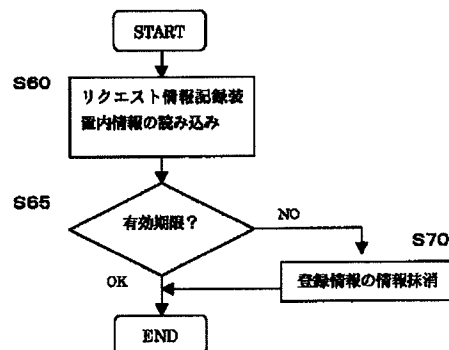 START
S60
リクエスト情報記録装
置内情報の読み込み
S65
有効期限？
NO
S70
登録情報の情報抹消
OK
END